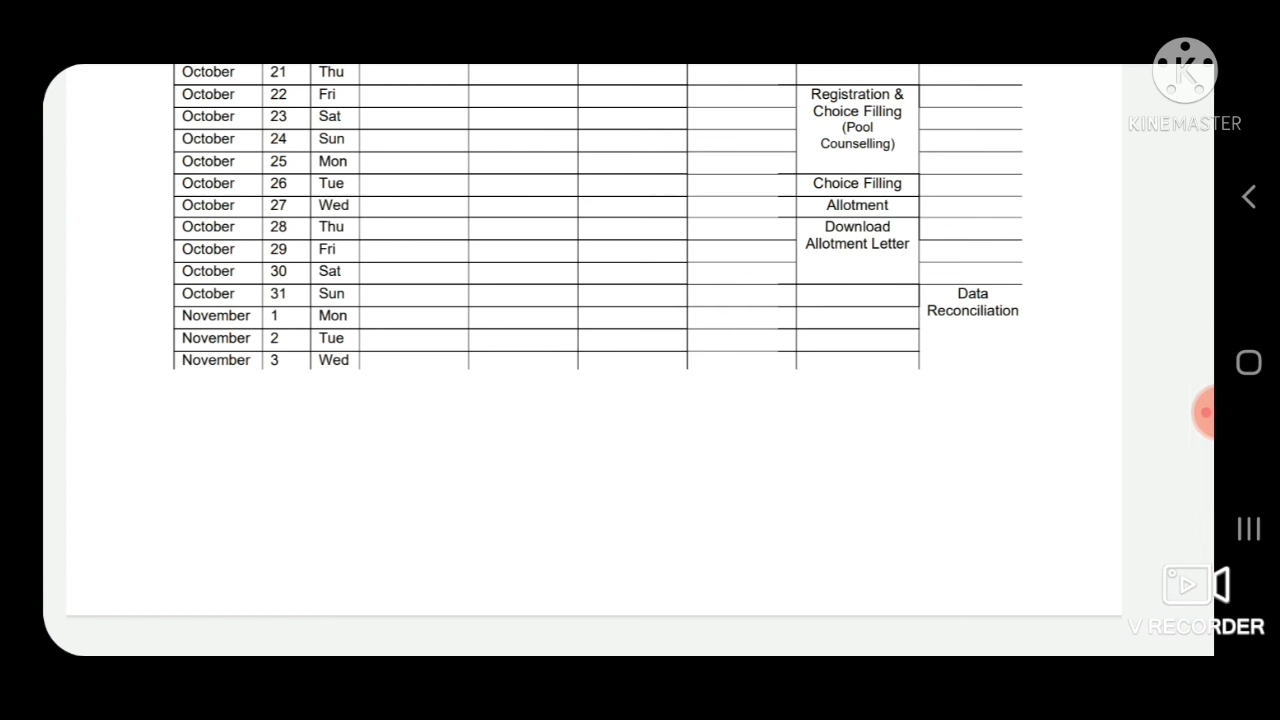 October 21 Thu
October 22 Fri Registration &
October 23 Sat Choice Filling
(Pool
October 24 Sun Counselling)
October 25 Mon
October 26 Tue Choice Filling
October 27 Wed Allotment
October 28 Thu Download
October 29 Fri Allotment Letter
October 30 Sat
October 31 Sun Data
November 1 Mon Reconciliation
November 2 Tue
November 3 Wed
K
KINEMASTER
V RECORDER